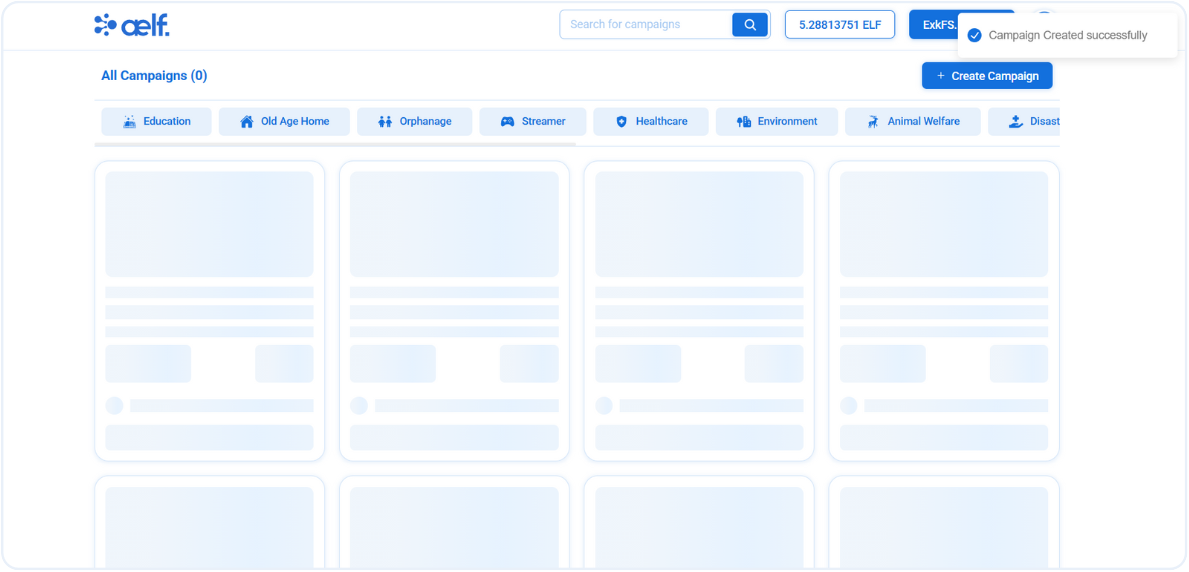 ælf.
Search for campaigns
5.28813751 ELF
ExkFS.
Campaign Created successfully
All Campaigns (0)
+ Create Campaign
Education
Old Age Home
Orphanage
Streamer
Healthcare
Environment
Animal Welfare
Disast